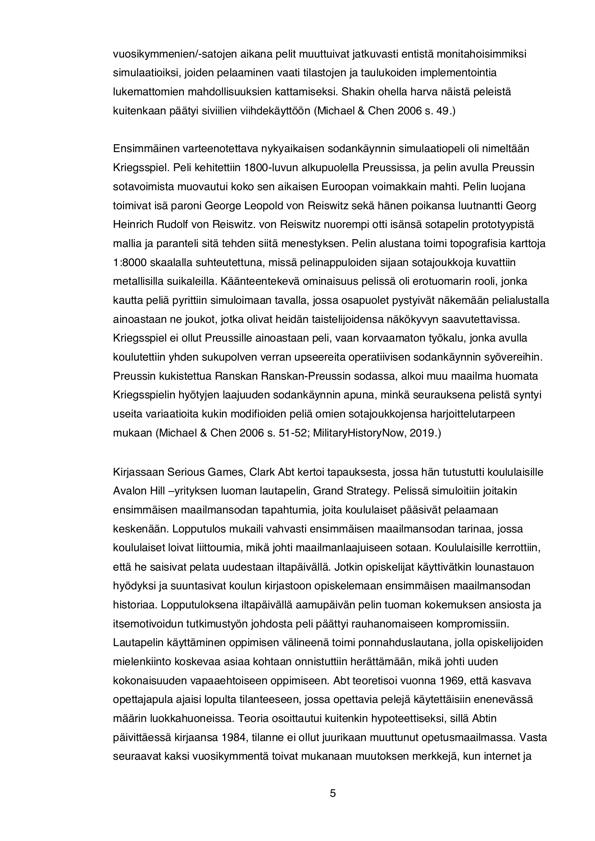 vuosikymmenien/-satojen aikana pelit muuttuivat jatkuvasti entistä monitahoisimmiksi
simulaatioiksi, joiden pelaaminen vaati tilastojen ja taulukoiden implementointia
lukemattomien mahdollisuuksien kattamiseksi. Shakin ohella harva näistä peleistä
kuitenkaan päätyi siviilien viihdekäyttöön (Michael & Chen 2006 s. 49.)
Ensimmäinen varteenotettava nykyaikaisen sodankäynnin simulaatiopeli oli nimeltään
Kriegsspiel. Peli kehitettiin 1800-luvun alkupuolella Preussissa, ja pelin avulla Preussin
sotavoimista muovautui koko sen aikaisen Euroopan voimakkain mahti. Pelin luojana
toimivat isä paroni George Leopold von Reiswitz sekä hänen poikansa luutnantti Georg
Heinrich Rudolf von Reiswitz. von Reiswitz nuorempi otti isänsä sotapelin prototyypistä
mallia ja paranteli sitä tehden siitä menestyksen. Pelin alustana toimi topografisia karttoja
1:8000 skaalalla suhteutettuna, missä pelinappuloiden sijaan sotajoukkoja kuvattiin
metallisilla suikaleilla. Käänteentekevä ominaisuus pelissä oli erotuomarin rooli, jonka
kautta peliä pyrittiin simuloimaan tavalla, jossa osapuolet pystyivät näkemään pelialustalla
ainoastaan ne joukot, jotka olivat heidän taistelijoidensa näkökyvyn saavutettavissa.
Kriegsspiel ei ollut Preussille ainoastaan peli, vaan korvaamaton työkalu, jonka avulla
koulutettiin yhden sukupolven verran upseereita operatiivisen sodankäynnin syövereihin.
Preussin kukistettua Ranskan Ranskan-Preussin sodassa, alkoi muu maailma huomata
Kriegsspielin hyötyjen laajuuden sodankäynnin apuna, minkä seurauksena pelistä syntyi
useita variaatioita kukin modifioiden peliä omien sotajoukkojensa harjoittelutarpeen
mukaan (Michael & Chen 2006 s. 51-52; MilitaryHistoryNow, 2019.)
Kirjassaan Serious Games, Clark Abt kertoi tapauksesta, jossa hän tutustutti koululaisille
Avalon Hill –yrityksen luoman lautapelin, Grand Strategy. Pelissä simuloitiin joitakin
ensimmäisen maailmansodan tapahtumia, joita koululaiset pääsivät pelaamaan
keskenään. Lopputulos mukaili vahvasti ensimmäisen maailmansodan tarinaa, jossa
koululaiset loivat liittoumia, mikä johti maailmanlaajuiseen sotaan. Koululaisille kerrottiin,
että he saisivat pelata uudestaan iltapäivällä. Jotkin opiskelijat käyttivätkin lounastauon
hyödyksi ja suuntasivat koulun kirjastoon opiskelemaan ensimmäisen maailmansodan
historiaa. Lopputuloksena iltapäivällä aamupäivän pelin tuoman kokemuksen ansiosta ja
itsemotivoidun tutkimustyön johdosta peli päättyi rauhanomaiseen kompromissiin.
Lautapelin käyttäminen oppimisen välineenä toimi ponnahduslautana, jolla opiskelijoiden
mielenkiinto koskevaa asiaa kohtaan onnistuttiin herättämään, mikä johti uuden
kokonaisuuden vapaaehtoiseen oppimiseen. Abt teoretisoi vuonna 1969, että kasvava
opettajapula ajaisi lopulta tilanteeseen, jossa opettavia pelejä käytettäisiin enenevässä
määrin luokkahuoneissa. Teoria osoittautui kuitenkin hypoteettiseksi, sillä Abtin
päivittäessä kirjaansa 1984, tilanne ei ollut juurikaan muuttunut opetusmaailmassa. Vasta
seuraavat kaksi vuosikymmentä toivat mukanaan muutoksen merkkejä, kun internet ja
5